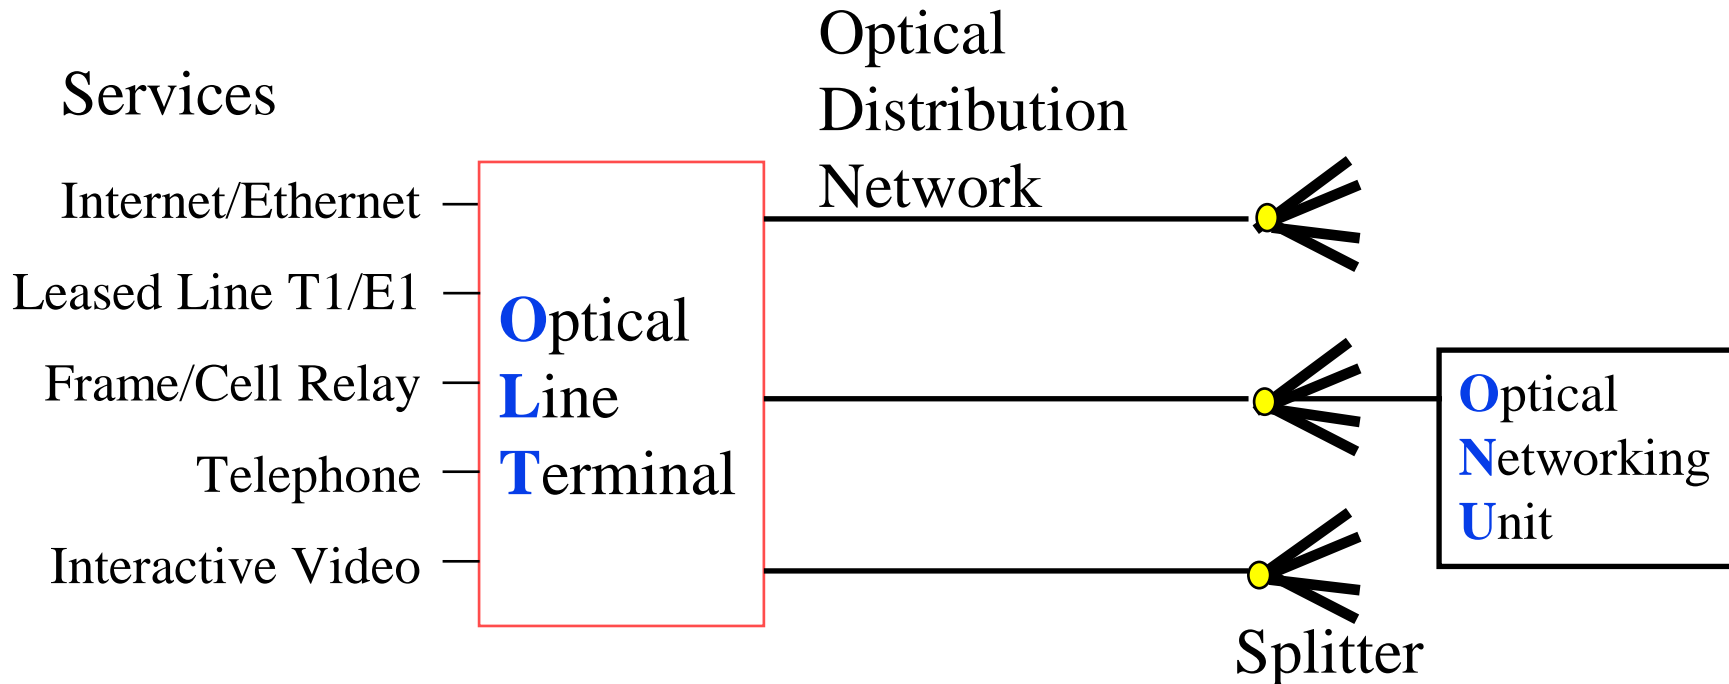 Services
Internet/Ethernet
Leased Line T1/E1
Frame/Cell Relay
Telephone
Interactive Video
Optical
Line
Terminal
Optical
Distribution
Network
Splitter
Optical
Networking
Unit